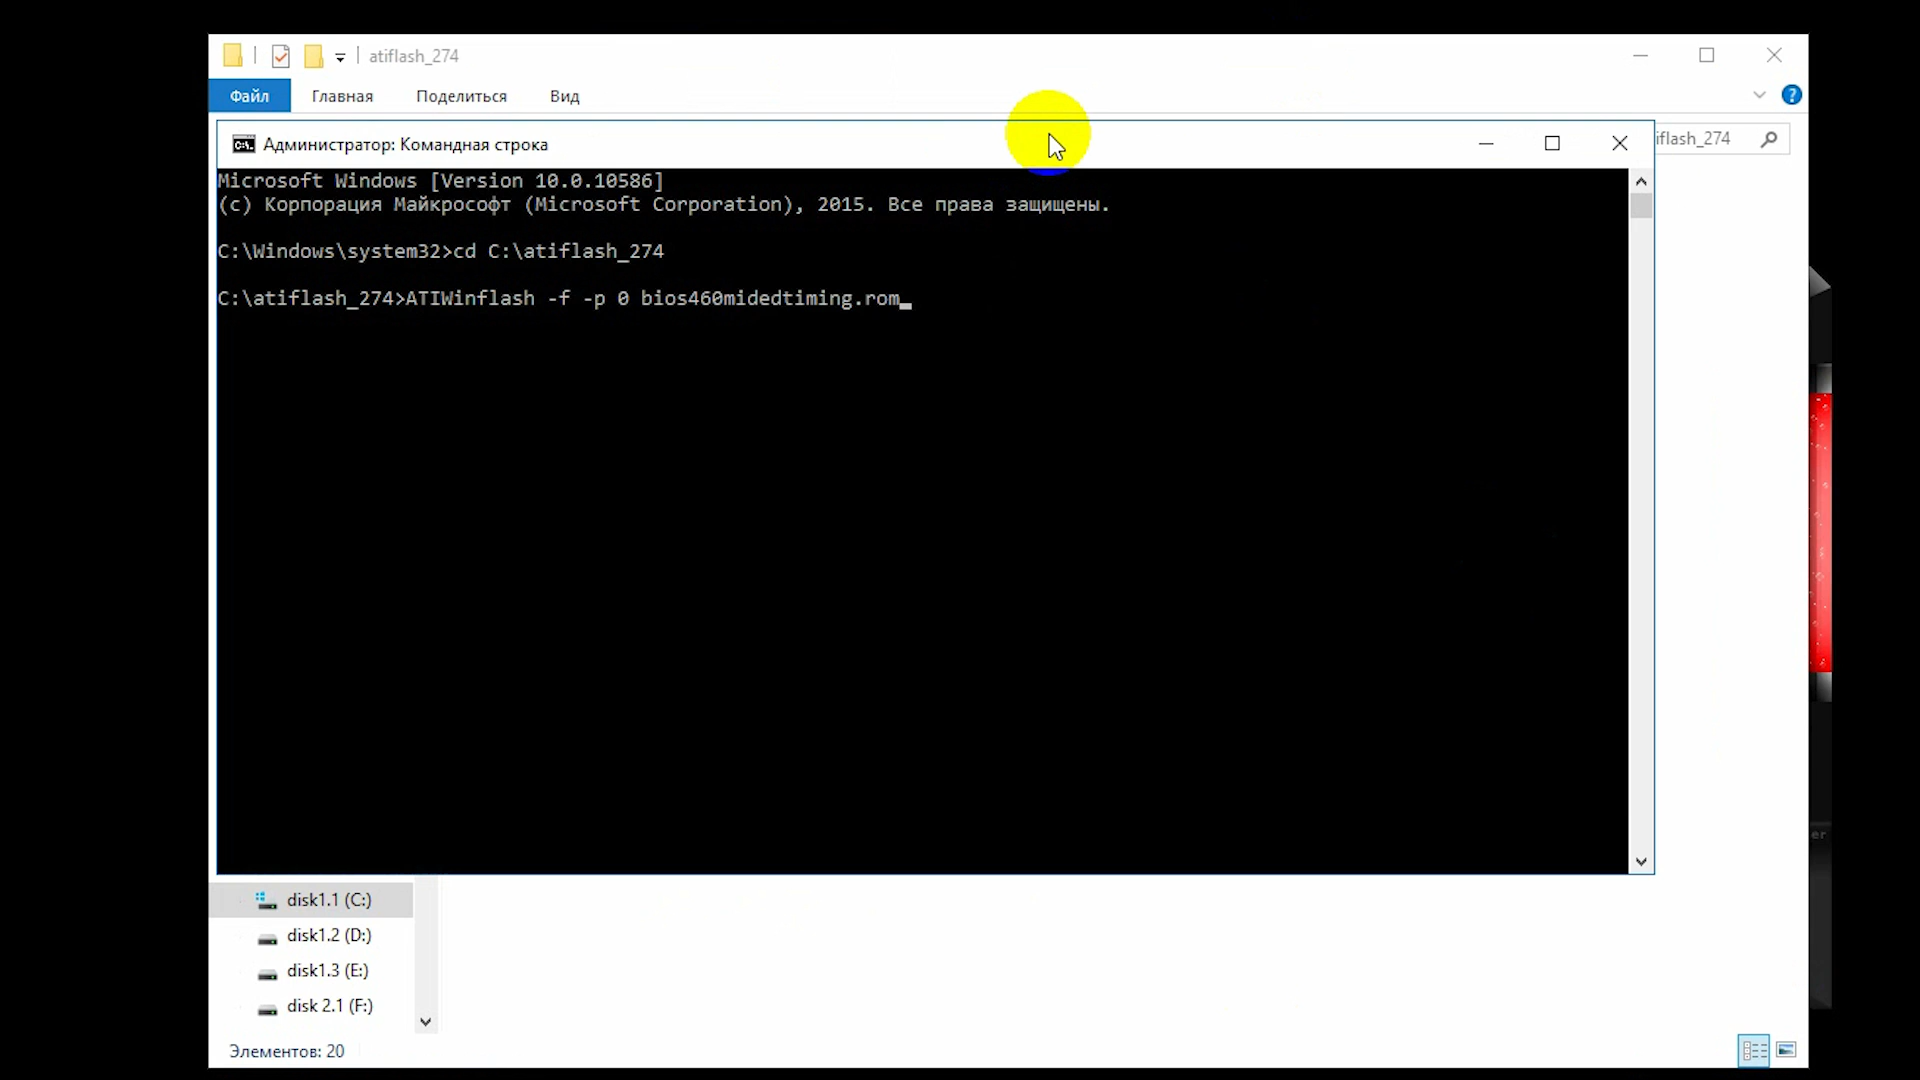 atiflash_274
Файл Главная Поделиться Вид
iflash_274
Администратор: Командная строка
Microsoft Windows [Version 10.0.10586]
(c) Корпорация Майкрософт (Microsoft Corporation), 2015. Все права защищены.
C:\Windows\system32>cd C:\atiflash_274
C:\atiflash_274>ATIWinflash -f -p 0 bios460midedtiming.rom_
er
disk1.1 (C:)
disk1.2 (D:)
disk1.3 (E:)
disk 2.1 (F:)
Элементов: 20